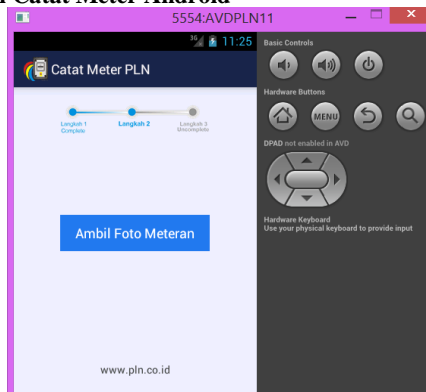 Catat Meter Android
5554:AVDPLN11
3G 11:25
Catat Meter PLN
Basic Controls
Hardware Buttons
MENU
DPAD not enabled in AVD
Langkah 1
Complete
Langkah 2
Langkah 3
Uncomplete
Hardware Keyboard
Use your physical keyboard to provide input
Ambil Foto Meteran
www.pln.co.id